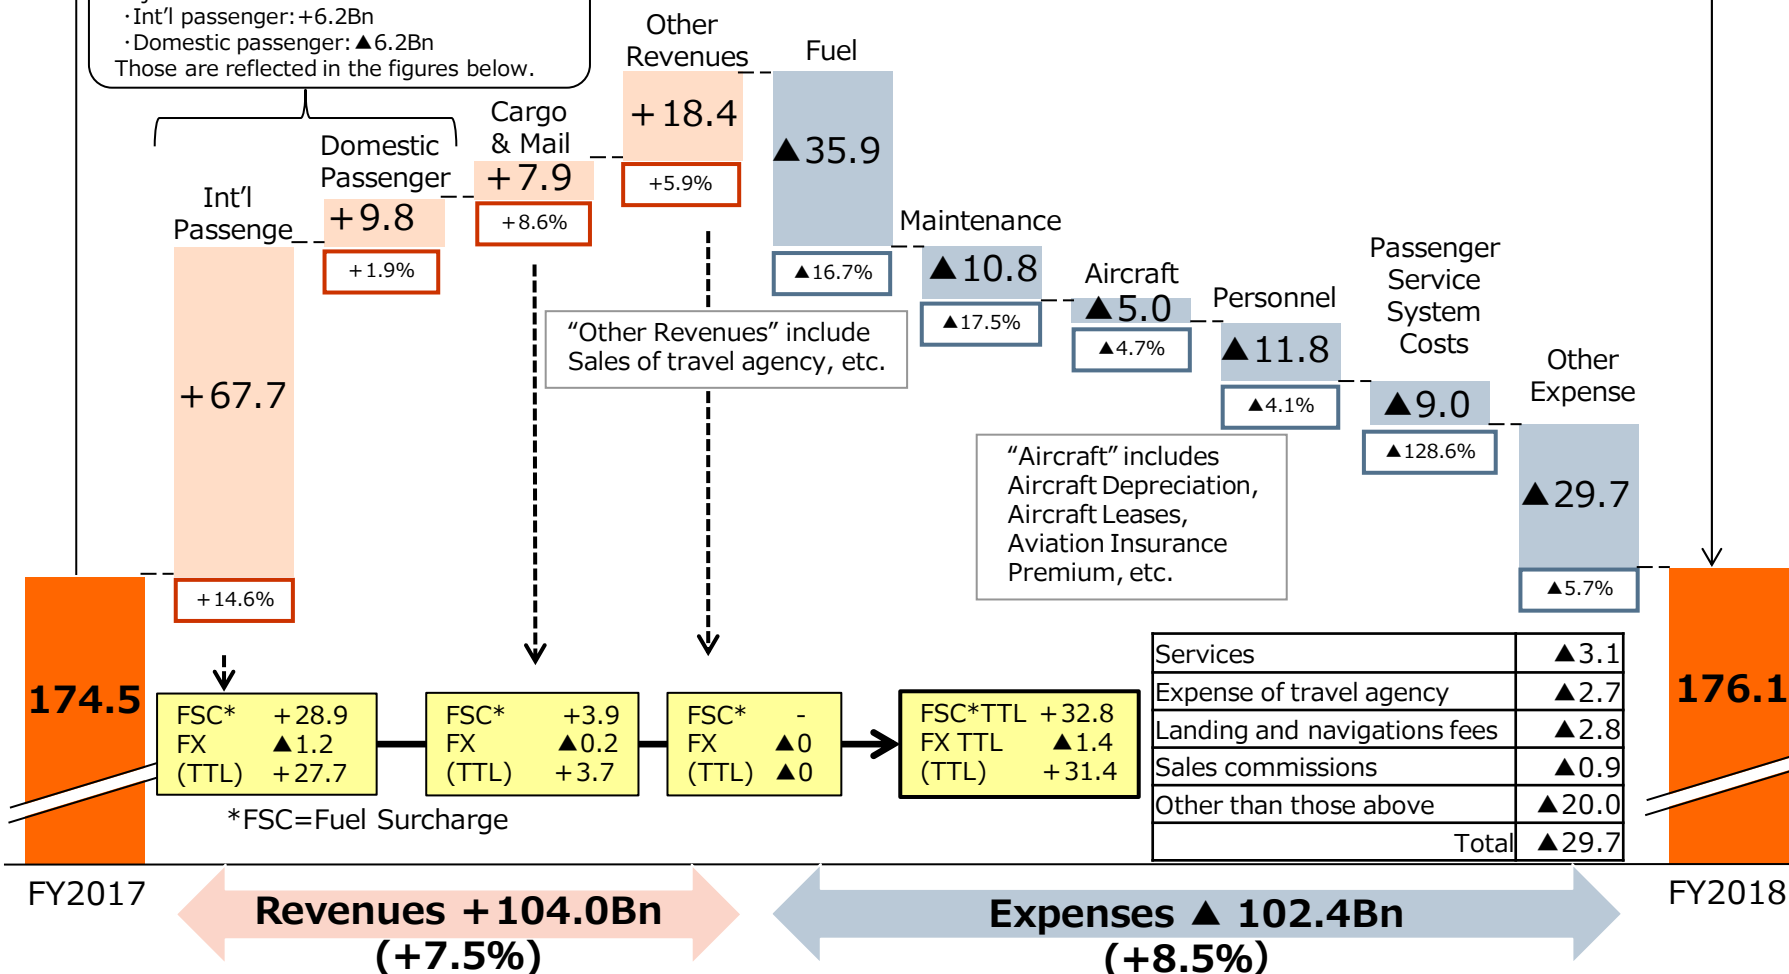 ・Int'l passenger:+6.2Bn
・Domestic passenger:▲6.2Bn
Those are reflected in the figures below.
Int'l
Passenge
+67.7
+14.6%
Domestic
Passenger
+9.8
+1.9%
Cargo
& Mail
+7.9
+8.6%
Other
Revenues
+18.4
+5.9%
Fuel
▲35.9
▲16.7%
Maintenance
▲10.8
▲17.5%
Aircraft
▲5.0
▲4.7%
Personnel
▲11.8
▲4.1%
Passenger
Service
System
Costs
▲9.0
▲128.6%
Other
Expense
▲29.7
▲5.7%
“Other Revenues” include
Sales of travel agency, etc.
“Aircraft” includes
Aircraft Depreciation,
Aircraft Leases,
Aviation Insurance
Premium, etc.
174.5
176.1
FSC* +28.9
FX ▲1.2
(TTL) +27.7
FSC* +3.9
FX ▲0.2
(TTL) +3.7
FSC* -
FX ▲0
(TTL) ▲0
FSC*TTL +32.8
FX TTL ▲1.4
(TTL) +31.4
*FSC=Fuel Surcharge
Services ▲3.1
Expense of travel agency ▲2.7
Landing and navigations fees ▲2.8
Sales commissions ▲0.9
Other than those above ▲20.0
Total ▲29.7
FY2017
FY2018
Revenues +104.0Bn
(+7.5%)
Expenses ▲ 102.4Bn
(+8.5%)